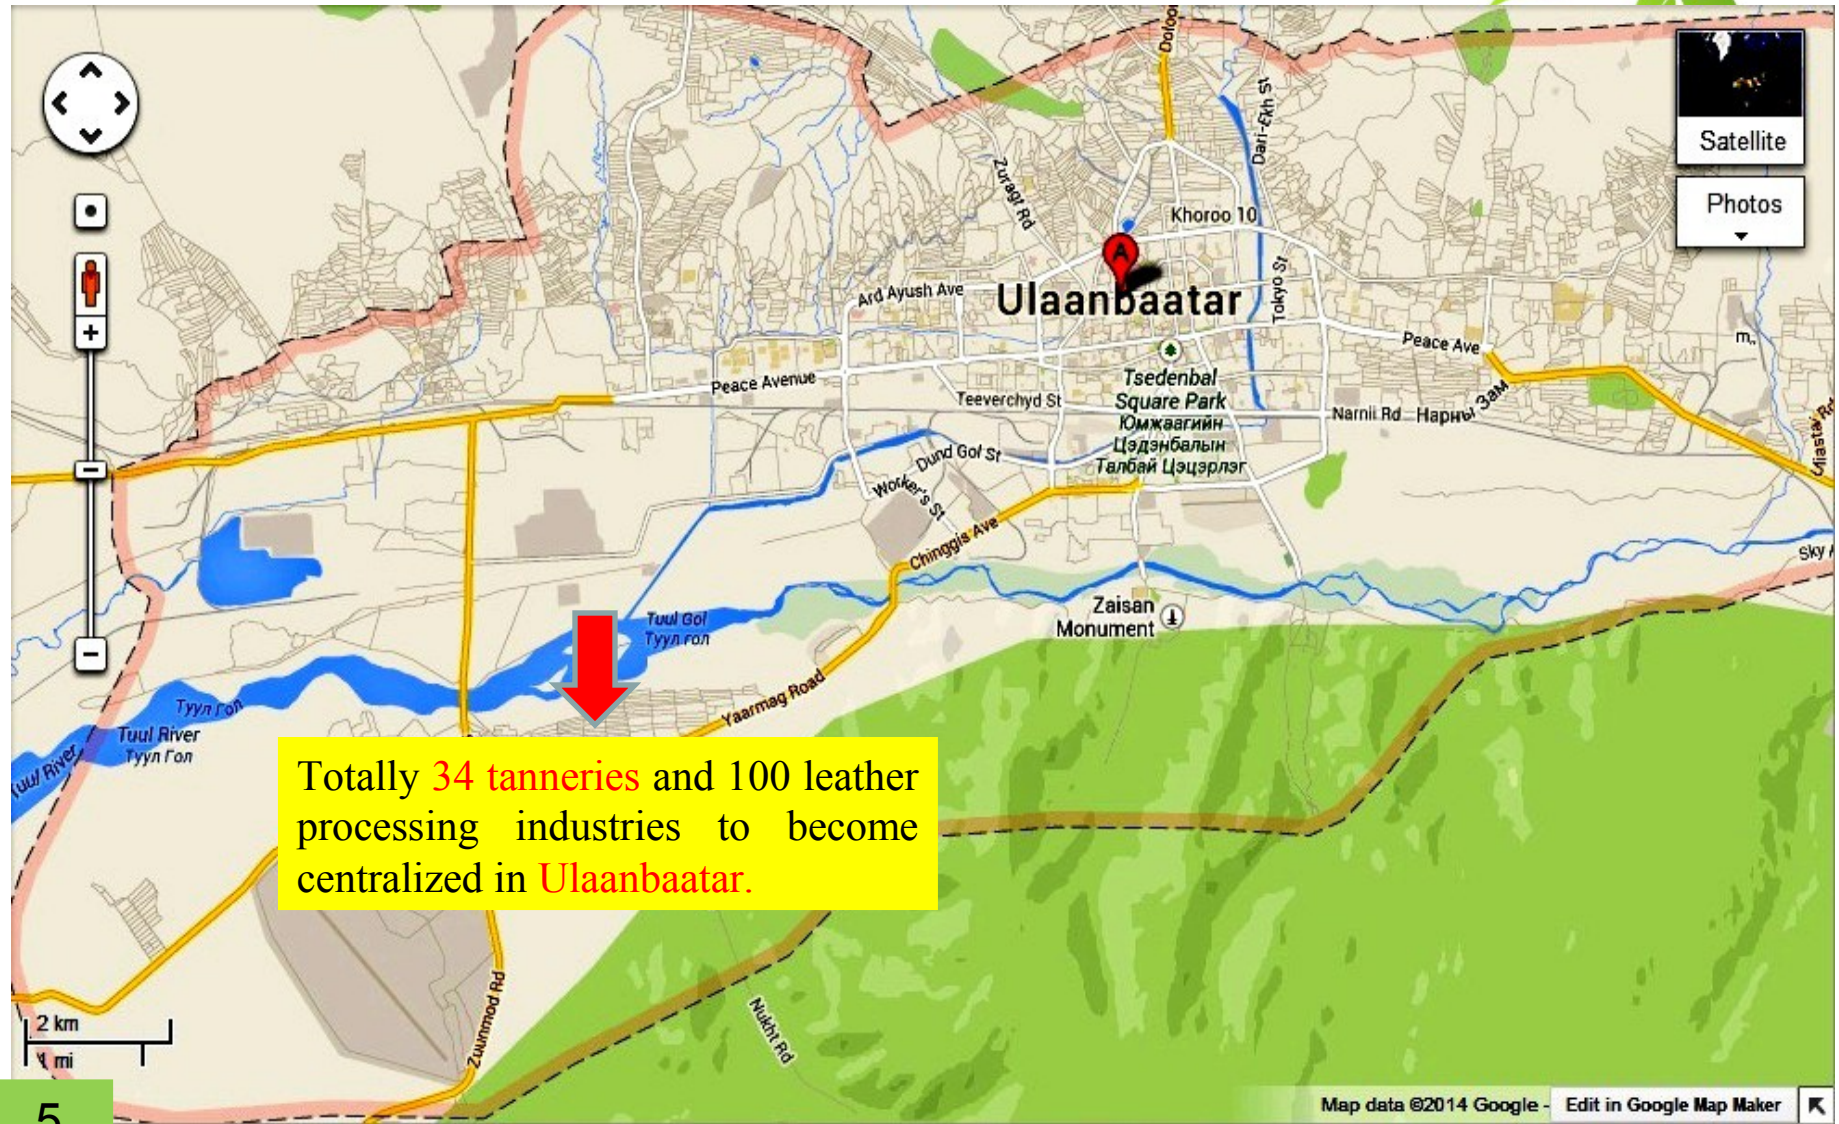 Doloon
Dari-Ekh St
Satellite
Zuragt Rd
Photos
Khoroo 10
A
Ard Ayush Ave
Ulaanbaatar
Tokyo St
Peace Ave
Peace Avenue
Tsedenbal
Square Park
Юмжаагийн
Цэдэнбалын
Талбай Цэцэрлэг
Teeverchyd St
Narnii Rd Нарны Зам
Uliastai Rd
Dund Gol St
Worker's St
Chinggis Ave
Sky
Zaisan
Monument
Tuul Gol
Туул гол
Yaarmag Road
Туул гол
Tuul River
Туул Гол
Tuul River
Totally 34 tanneries and 100 leather
processing industries to become
centralized in Ulaanbaatar.
Zuunmod Rd
Nukht Rd
2 km
1 mi
Map data ©2014 Google - Edit in Google Map Maker
5